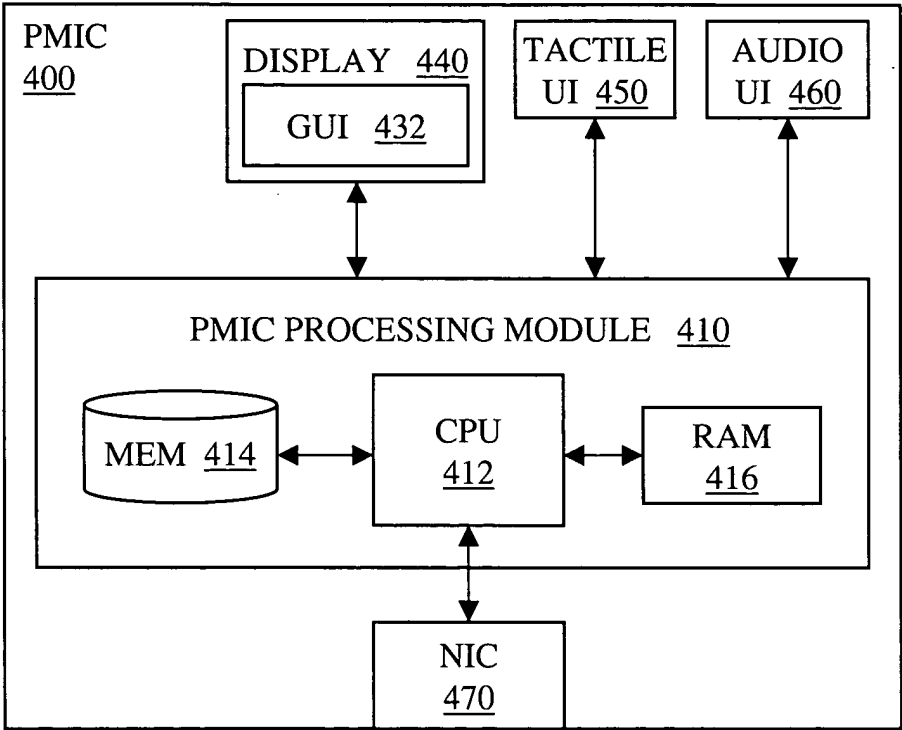 PMIC
400
DISPLAY 440
GUI 432
TACTILE
UI 450
AUDIO
UI 460
PMIC PROCESSING MODULE 410
MEM 414
CPU
412
RAM
416
NIC
470